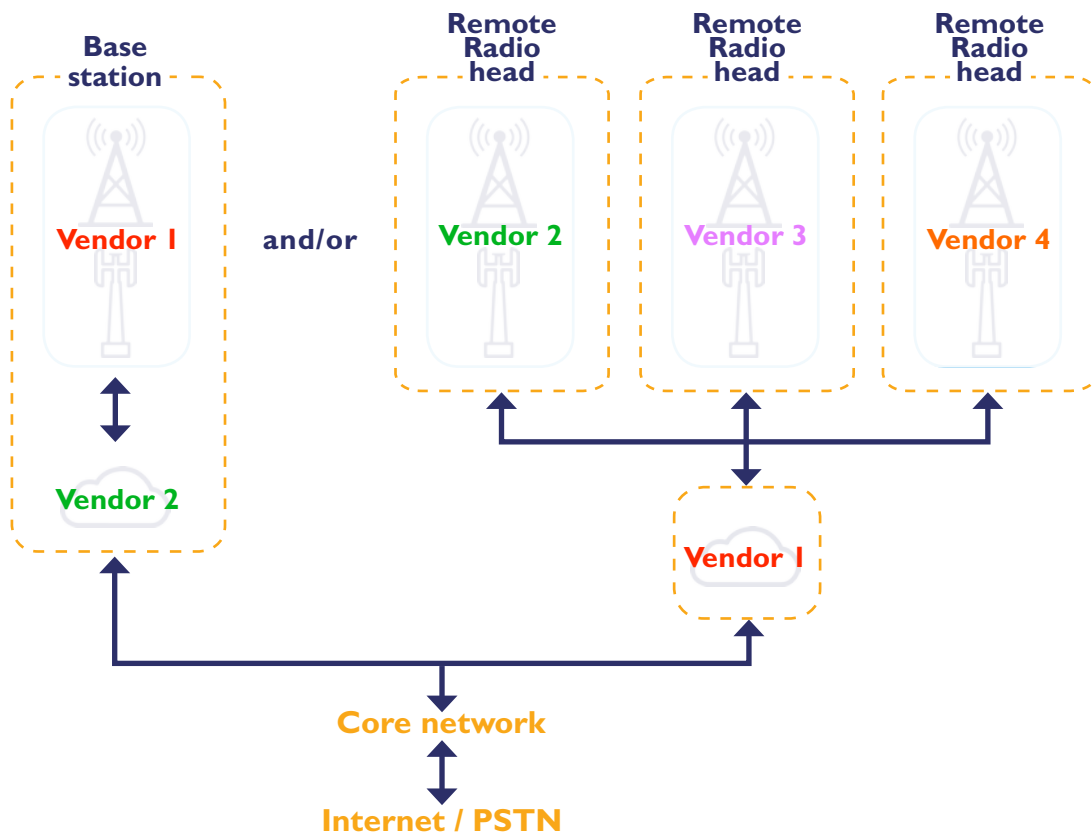 Base
station
Remote
Radio
head
Remote
Radio
head
Remote
Radio
head
Vendor 1
and/or
Vendor 2
Vendor 3
Vendor 4
Vendor 2
Vendor 1
Core network
Internet / PSTN